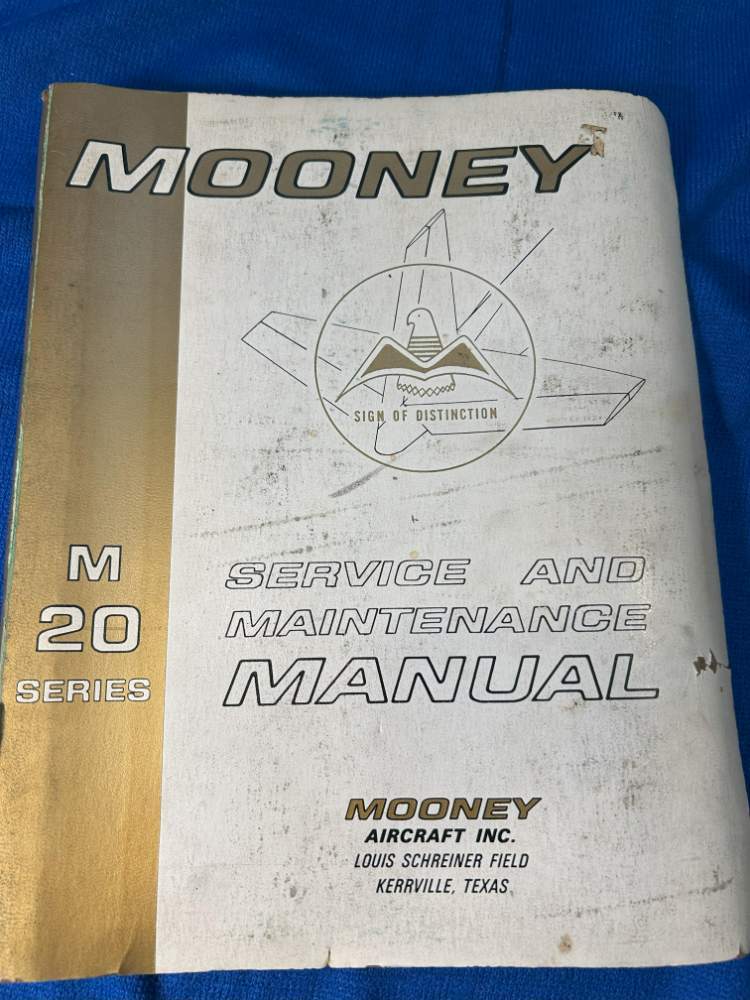 MOONEY
SIGN OF DISTINCTION
M
20
SERIES
SERVICE AND
MAINTENANCE
MANUAL
MOONEY
AIRCRAFT INC.
LOUIS SCHREINER FIELD
KERRVILLE, TEXAS